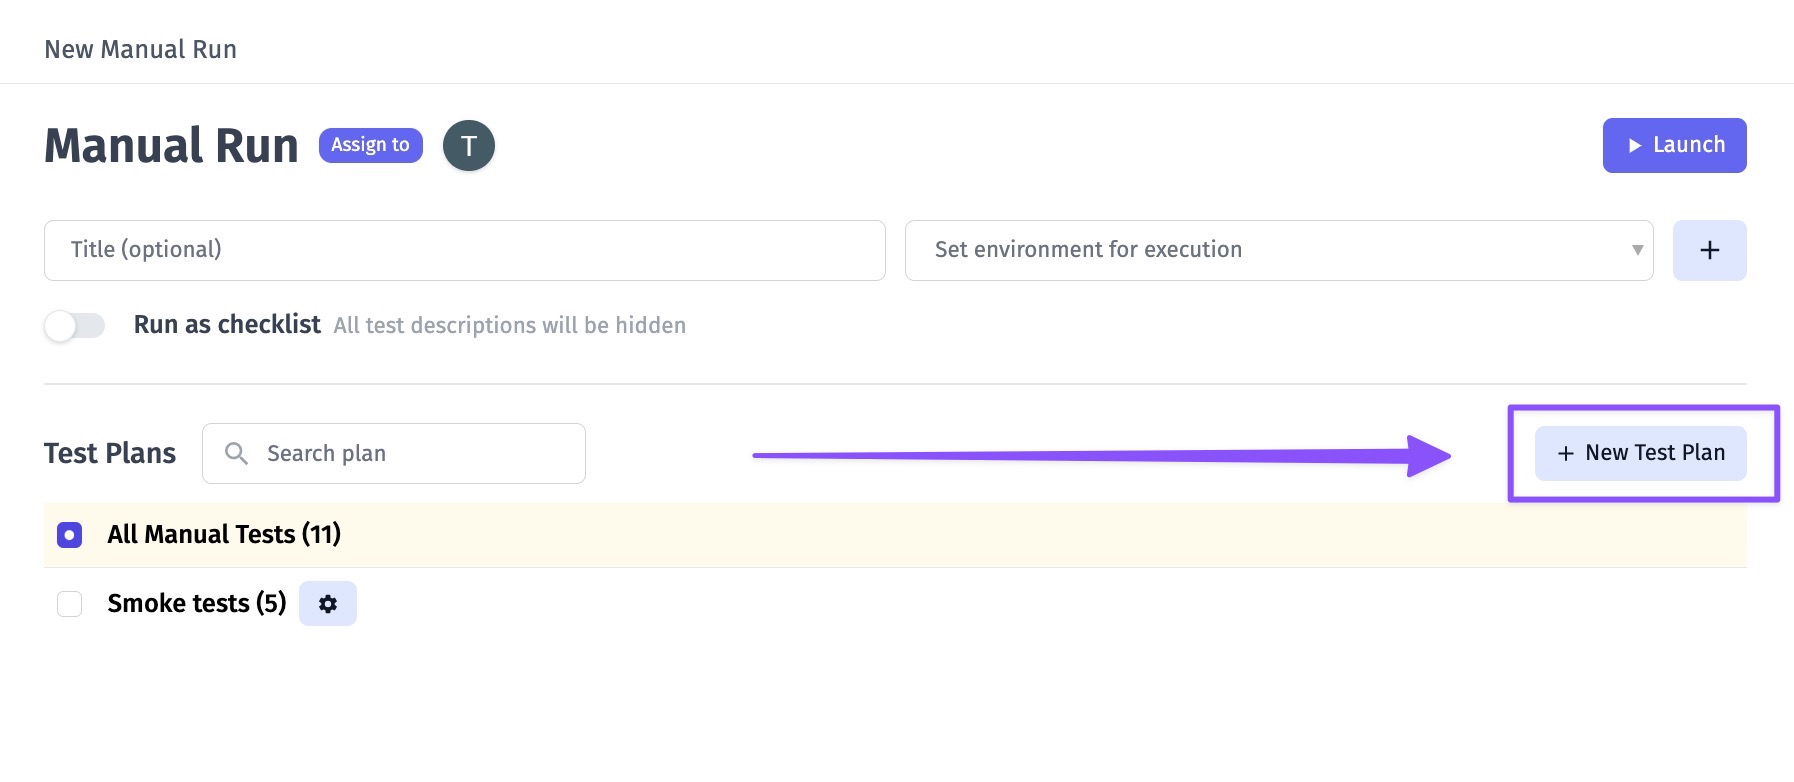 New Manual Run
Manual Run Assign to T Launch
Title (optional) Set environment for execution +
Run as checklist All test descriptions will be hidden
Test Plans Search plan + New Test Plan
All Manual Tests (11)
Smoke tests (5)